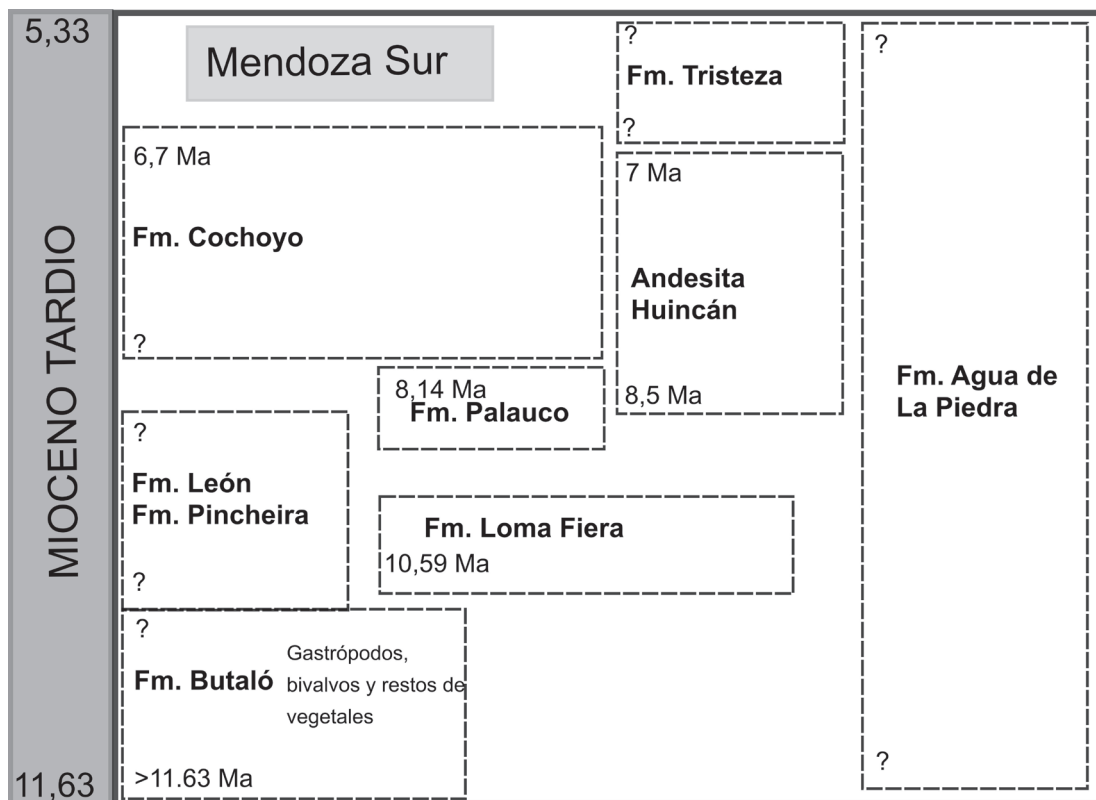 5,33
MIOCENO TARDIO
11,63
Mendoza Sur
?
Fm. Tristeza
?
?
6,7 Ma
Fm. Cochoyo
?
7 Ma
Andesita
Huincán
8,5 Ma
8,14 Ma
Fm. Palauco
Fm. Agua de
La Piedra
?
?
Fm. León
Fm. Pincheira
?
Fm. Loma Fiera
10,59 Ma
?
Fm. Butaló
Gastrópodos,
bivalvos y restos de
vegetales
>11.63 Ma